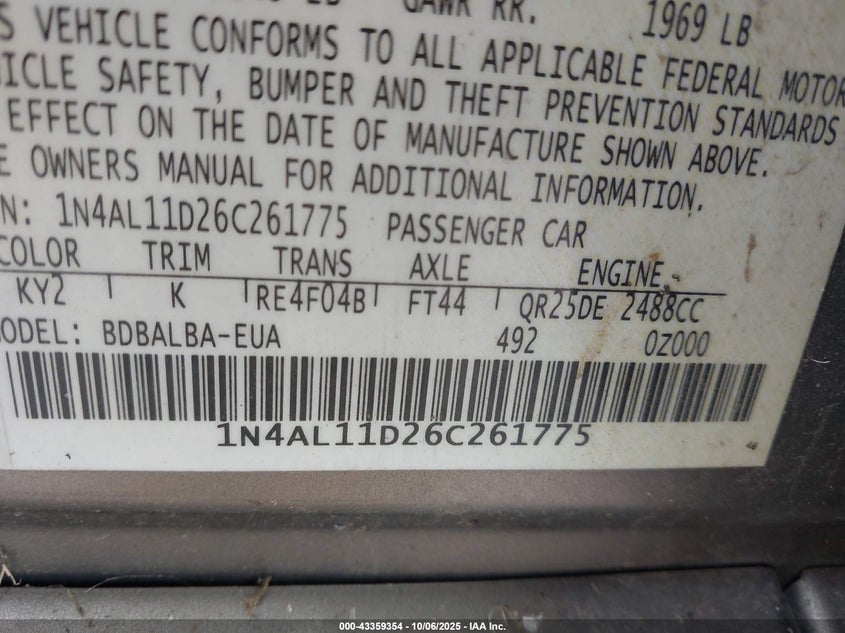 GAWR RR. 1969 LB
VEHICLE CONFORMS TO ALL APPLICABLE FEDERAL MOTOR
SAFETY, BUMPER AND THEFT PREVENTION STANDARDS
EFFECT ON THE DATE OF MANUFACTURE SHOWN ABOVE.
OWNERS MANUAL FOR ADDITIONAL INFORMATION.
N: 1N4AL11D26C261775 PASSENGER CAR
COLOR TRIM TRANS AXLE ENGINE
KY2 K RE4F04B FT44 QR25DE 2488CC
ODEL: BDBALBA-EUA 492 0Z000
1N4AL11D26C261775
000-43359354 - 10/06/2025 - IAA Inc.